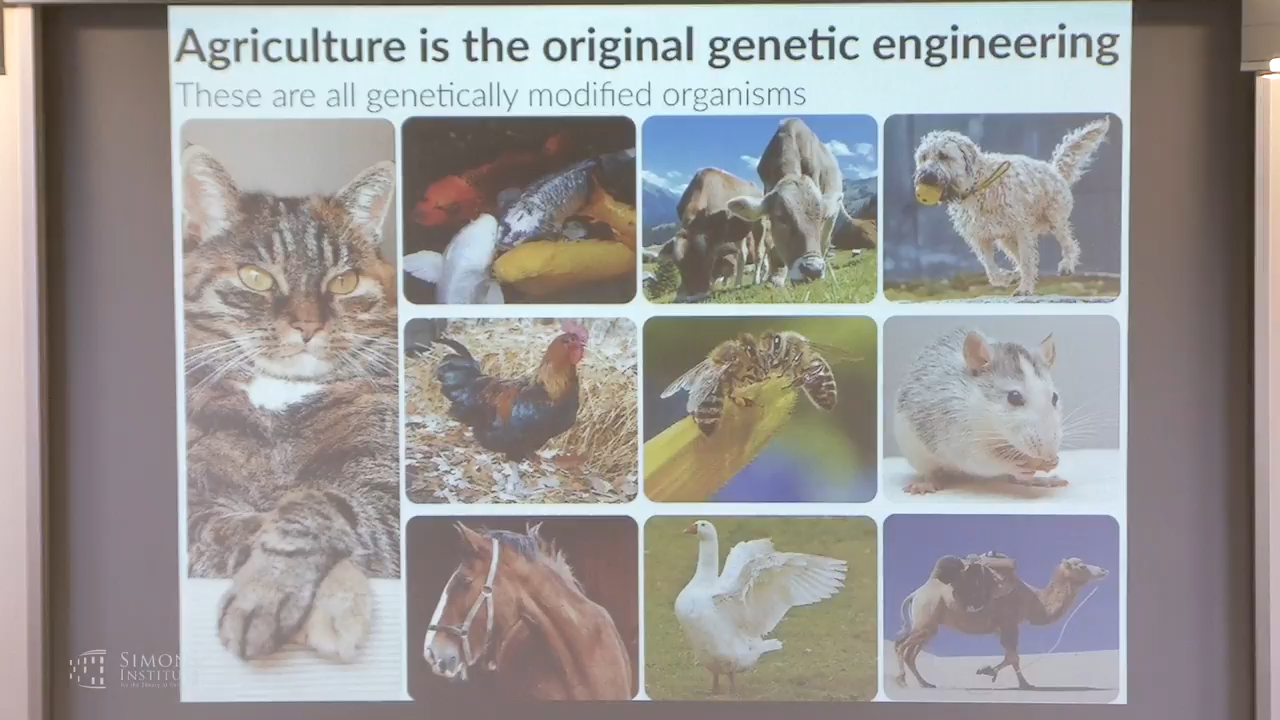 Agriculture is the original genetic engineering
These are all genetically modified organisms
SIMONS
INSTITUTE